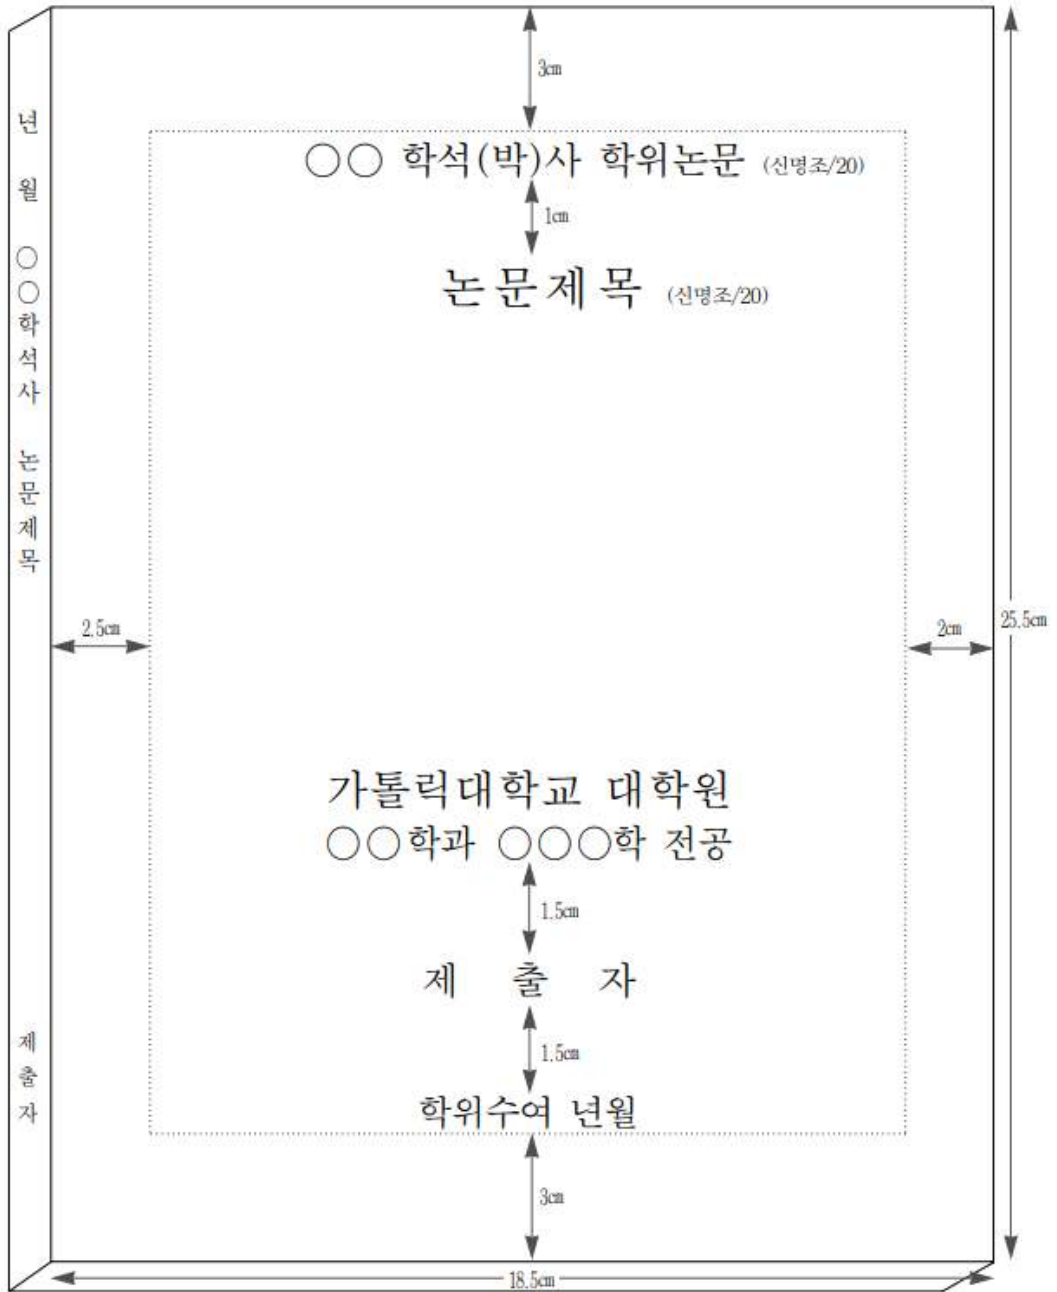 년 월 ○○학석사 논문제목 제출자
3cm
○○ 학석(박)사 학위논문 (신명조/20)
1cm
논문제목 (신명조/20)
2.5cm
2cm
25.5cm
가톨릭대학교 대학원
○○학과 ○○○학 전공
1.5cm
제 출 자
1.5cm
학위수여 년월
3cm
18.5cm